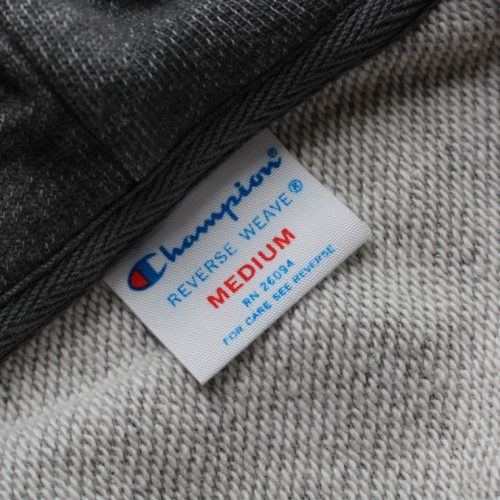 Champion®
REVERSE WEAVE®
MEDIUM
RN 26094
FOR CARE SEE REVERSE